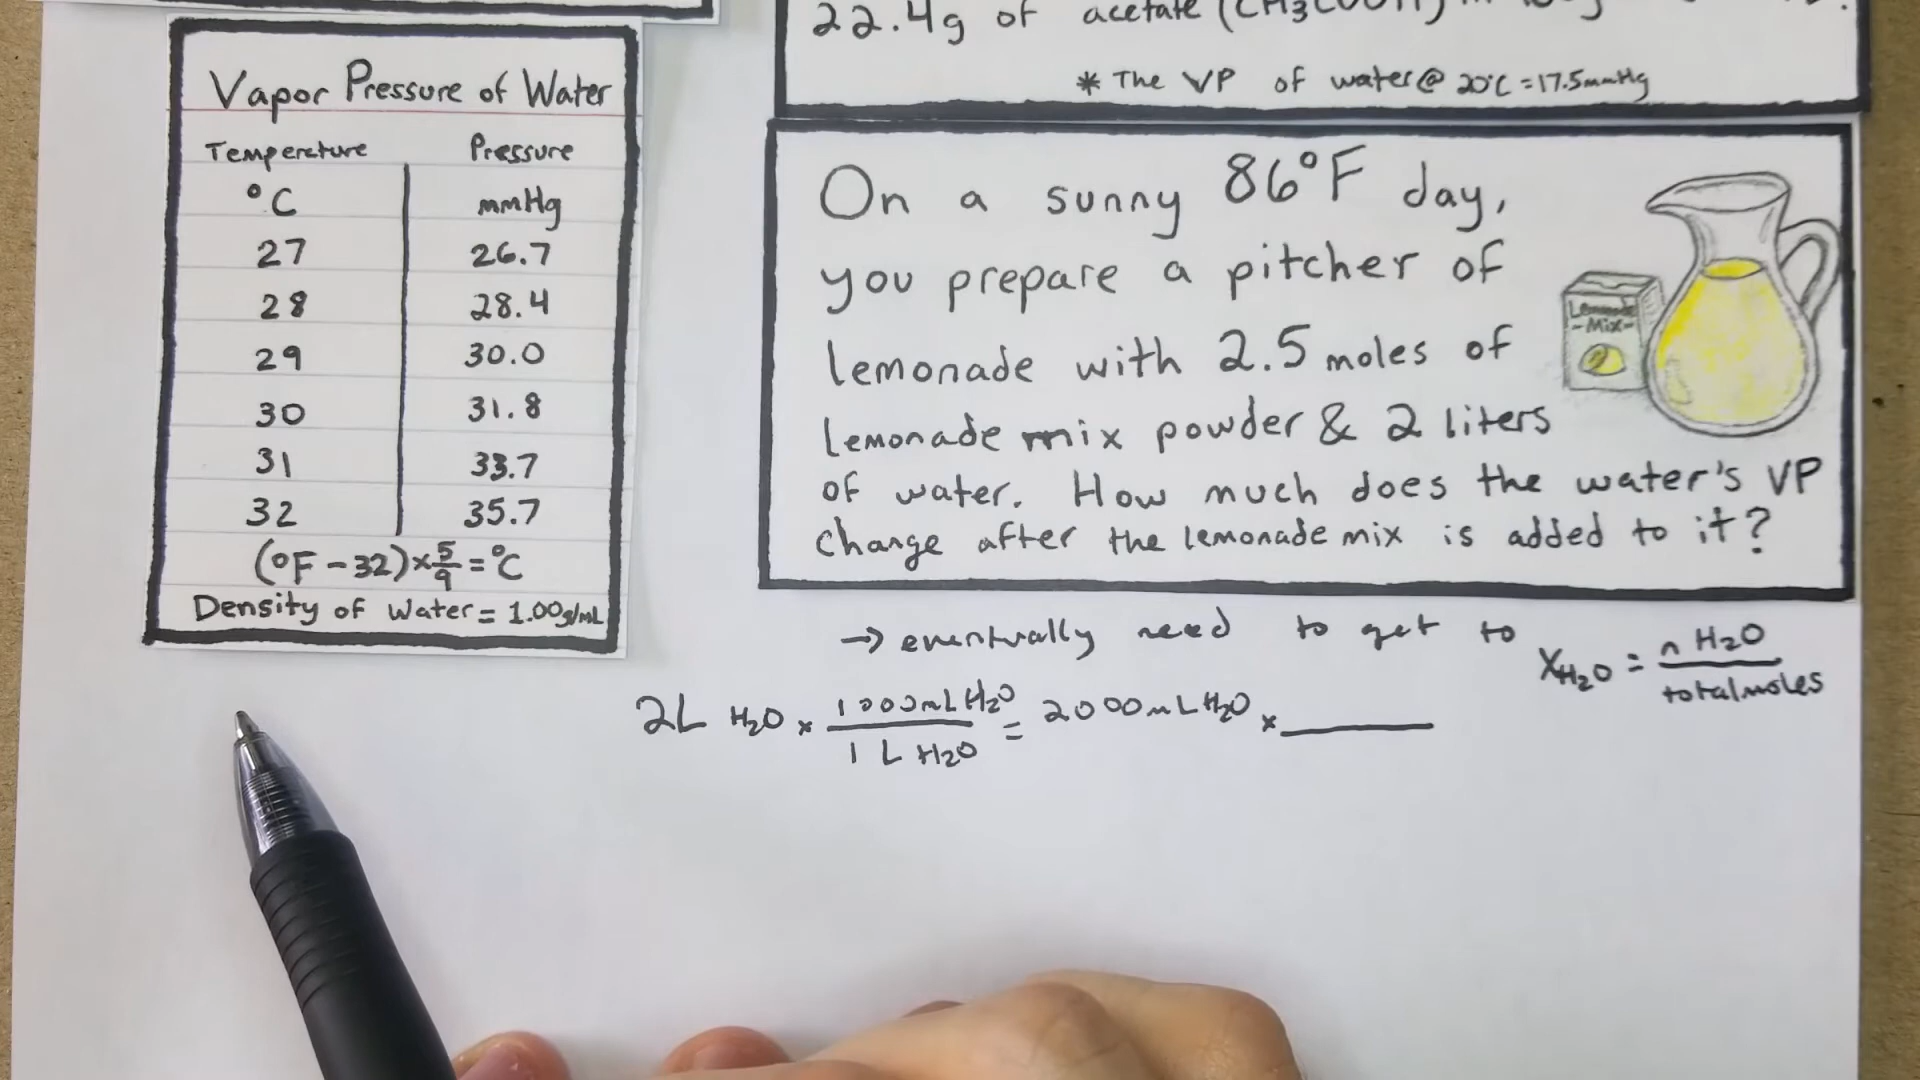 22.4g of acetate (CH3COOH) in
* The VP of water @ 20°C = 17.5mmHg
Vapor Pressure of Water
Temperature Pressure
°C mmHg
27 26.7
28 28.4
29 30.0
30 31.8
31 33.7
32 35.7
(°F - 32) × 5/9 = °C
Density of Water = 1.00g/mL
On a sunny 86°F day,
you prepare a pitcher of
lemonade with 2.5 moles of
lemonade mix powder & 2 liters
of water. How much does the water's VP
change after the lemonade mix is added to it?
Lemonade
-Mix-
→ eventually need to get to XH2O = n H2O / total moles
2L H2O × 1000mL H2O / 1 L H2O = 2000mL H2O ×